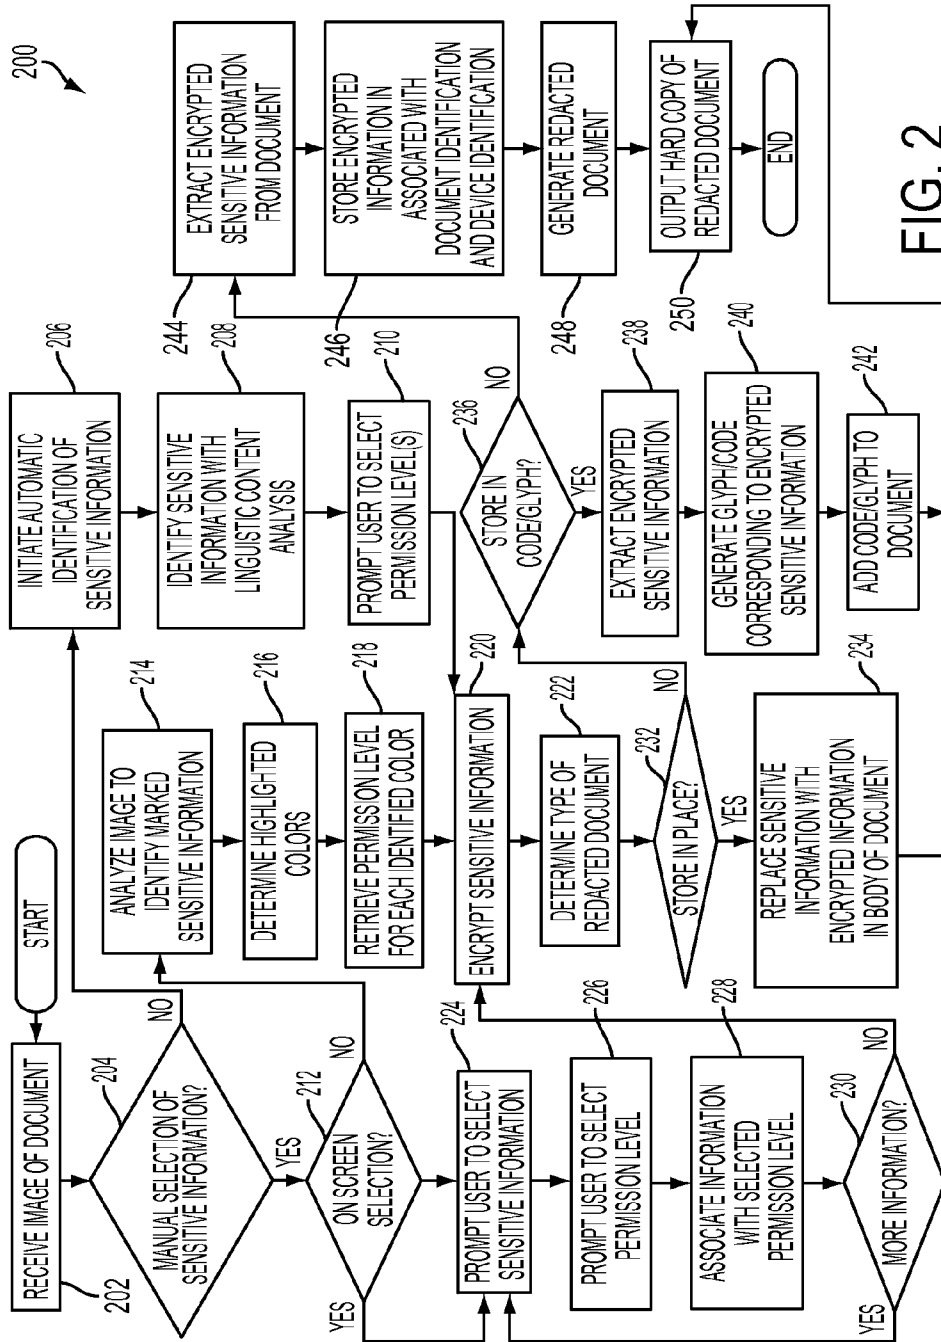 200
START
RECEIVE IMAGE OF DOCUMENT
202
MANUAL SELECTION OF
SENSITIVE INFORMATION?
204
NO
YES
INITIATE AUTOMATIC
IDENTIFICATION OF
SENSITIVE INFORMATION
206
IDENTIFY SENSITIVE
INFORMATION WITH
LINGUISTIC CONTENT
ANALYSIS
208
PROMPT USER TO SELECT
PERMISSION LEVEL(S)
210
ON SCREEN
SELECTION?
212
NO
YES
ANALYZE IMAGE TO
IDENTIFY MARKED
SENSITIVE INFORMATION
214
DETERMINE HIGHLIGHTED
COLORS
216
RETRIEVE PERMISSION LEVEL
FOR EACH IDENTIFIED COLOR
218
ENCRYPT SENSITIVE INFORMATION
220
DETERMINE TYPE OF
REDACTED DOCUMENT
222
PROMPT USER TO SELECT
SENSITIVE INFORMATION
224
PROMPT USER TO SELECT
PERMISSION LEVEL
226
ASSOCIATE INFORMATION
WITH SELECTED
PERMISSION LEVEL
228
MORE INFORMATION?
230
NO
YES
STORE IN PLACE?
232
NO
YES
REPLACE SENSITIVE
INFORMATION WITH
ENCRYPTED INFORMATION
IN BODY OF DOCUMENT
234
STORE IN
CODE/GLYPH?
236
NO
YES
EXTRACT ENCRYPTED
SENSITIVE INFORMATION
238
GENERATE GLYPH/CODE
CORRESPONDING TO ENCRYPTED
SENSITIVE INFORMATION
240
ADD CODE/GLYPH TO
DOCUMENT
242
EXTRACT ENCRYPTED
SENSITIVE INFORMATION
FROM DOCUMENT
244
STORE ENCRYPTED
INFORMATION IN
ASSOCIATED WITH
DOCUMENT IDENTIFICATION
AND DEVICE IDENTIFICATION
246
GENERATE REDACTED
DOCUMENT
248
OUTPUT HARD COPY OF
REDACTED DOCUMENT
250
END
FIG. 2